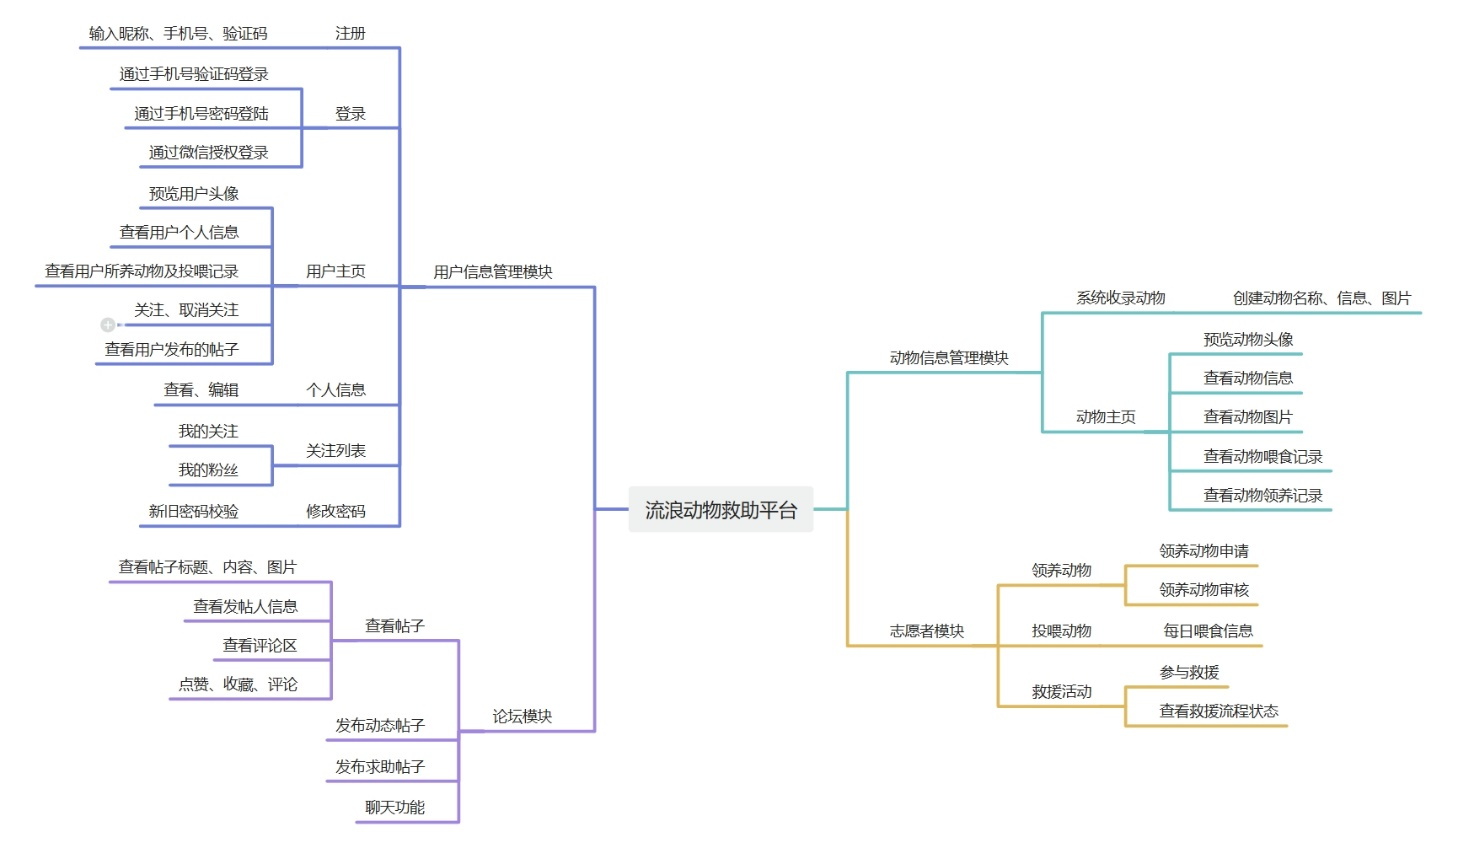 输入昵称、手机号、验证码
注册
通过手机号验证码登录
通过手机号密码登陆
登录
通过微信授权登录
预览用户头像
查看用户个人信息
查看用户所养动物及投喂记录
用户主页
关注、取消关注
查看用户发布的帖子
查看、编辑
个人信息
我的关注
关注列表
我的粉丝
新旧密码校验
修改密码
用户信息管理模块
查看帖子标题、内容、图片
查看发帖人信息
查看帖子
查看评论区
点赞、收藏、评论
发布动态帖子
发布求助帖子
聊天功能
论坛模块
流浪动物救助平台
动物信息管理模块
系统收录动物
创建动物名称、信息、图片
动物主页
预览动物头像
查看动物信息
查看动物图片
查看动物喂食记录
查看动物领养记录
志愿者模块
领养动物
领养动物申请
领养动物审核
投喂动物
每日喂食信息
救援活动
参与救援
查看救援流程状态